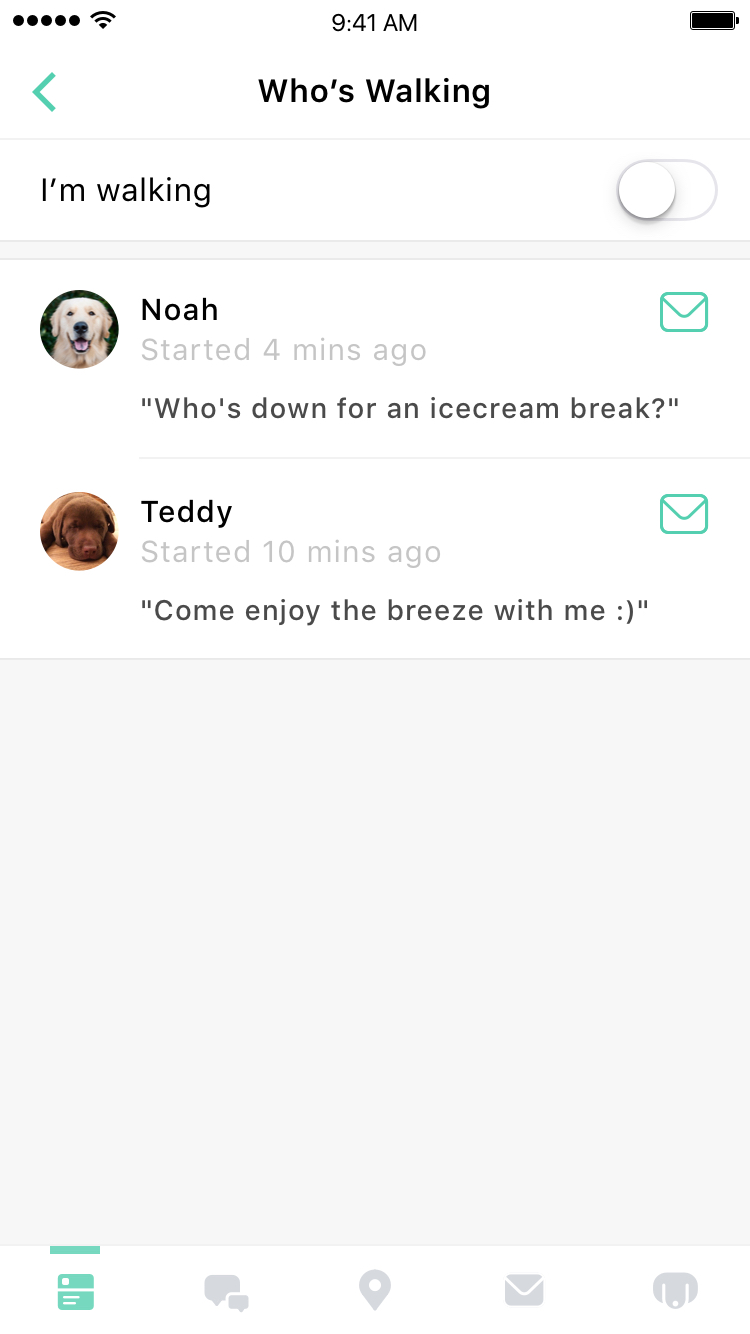 9:41 AM
Who’s Walking
I’m walking
Noah
Started 4 mins ago
"Who's down for an icecream break?"
Teddy
Started 10 mins ago
"Come enjoy the breeze with me :)"